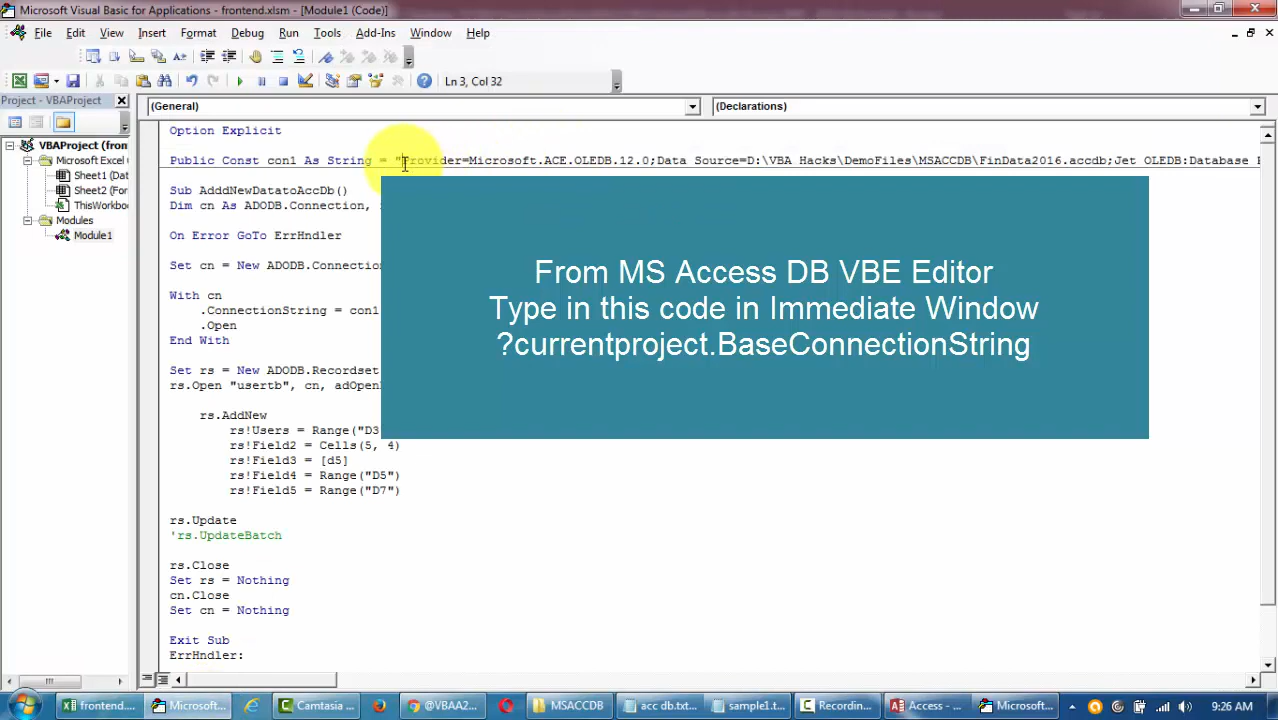 Microsoft Visual Basic for Applications - frontend.xlsm - [Module1 (Code)]
File Edit View Insert Format Debug Run Tools Add-Ins Window Help
Ln 3, Col 32
Project - VBAProject
(General) (Declarations)
VBAProject (fron
Microsoft Excel
Sheet1 (Data
Sheet2 (For
ThisWorkbo
Modules
Module1
Option Explicit
Public Const con1 As String = "Provider=Microsoft.ACE.OLEDB.12.0;Data Source=D:\VBA Hacks\DemoFiles\MSACCDB\FinData2016.accdb;Jet OLEDB:Database
Sub AdddNewDatatoAccDb()
Dim cn As ADODB.Connection,
On Error GoTo ErrHndler
Set cn = New ADODB.Connection
With cn
.ConnectionString = con1
.Open
End With
Set rs = New ADODB.Recordset
rs.Open "usertb", cn, adOpen
rs.AddNew
rs!Users = Range("D3
rs!Field2 = Cells(5, 4)
rs!Field3 = [d5]
rs!Field4 = Range("D5")
rs!Field5 = Range("D7")
rs.Update
'rs.UpdateBatch
rs.Close
Set rs = Nothing
cn.Close
Set cn = Nothing
Exit Sub
ErrHndler:
From MS Access DB VBE Editor
Type in this code in Immediate Window
?currentproject.BaseConnectionString
frontend.... Microsoft... Camtasia ... @VBAA2... MSACCDB acc db.txt... sample1.t... Recordin... Access - ... Microsoft... 9:26 AM